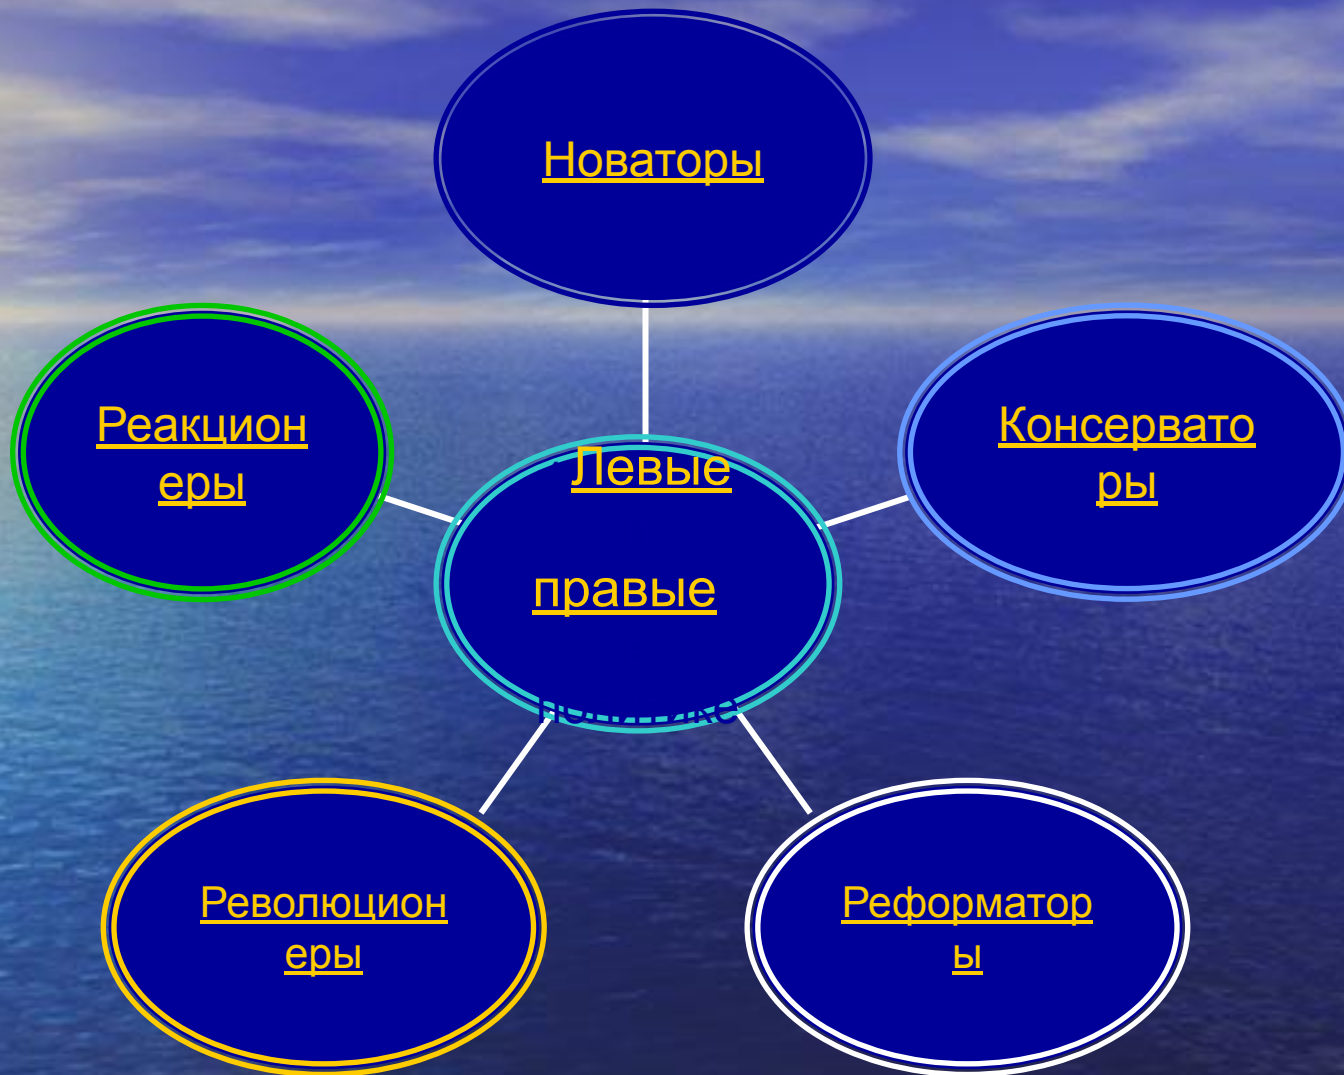 Новаторы
Реакцион
еры
Консервато
ры
Левые
правые
Революцион
еры
Реформатор
ы